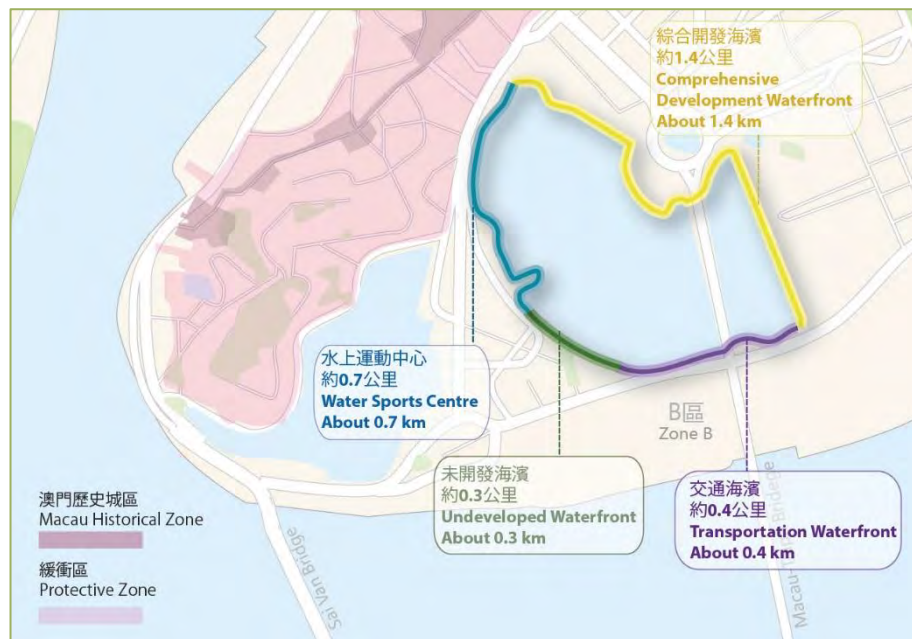 綜合開發海濱
約1.4公里
Comprehensive
Development Waterfront
About 1.4 km
水上運動中心
約0.7公里
Water Sports Centre
About 0.7 km
B區
Zone B
未開發海濱
約0.3公里
Undeveloped Waterfront
About 0.3 km
交通海濱
約0.4公里
Transportation Waterfront
About 0.4 km
澳門歷史城區
Macau Historical Zone
緩衝區
Protective Zone
Sai Van Bridge
Macau-
Bridge